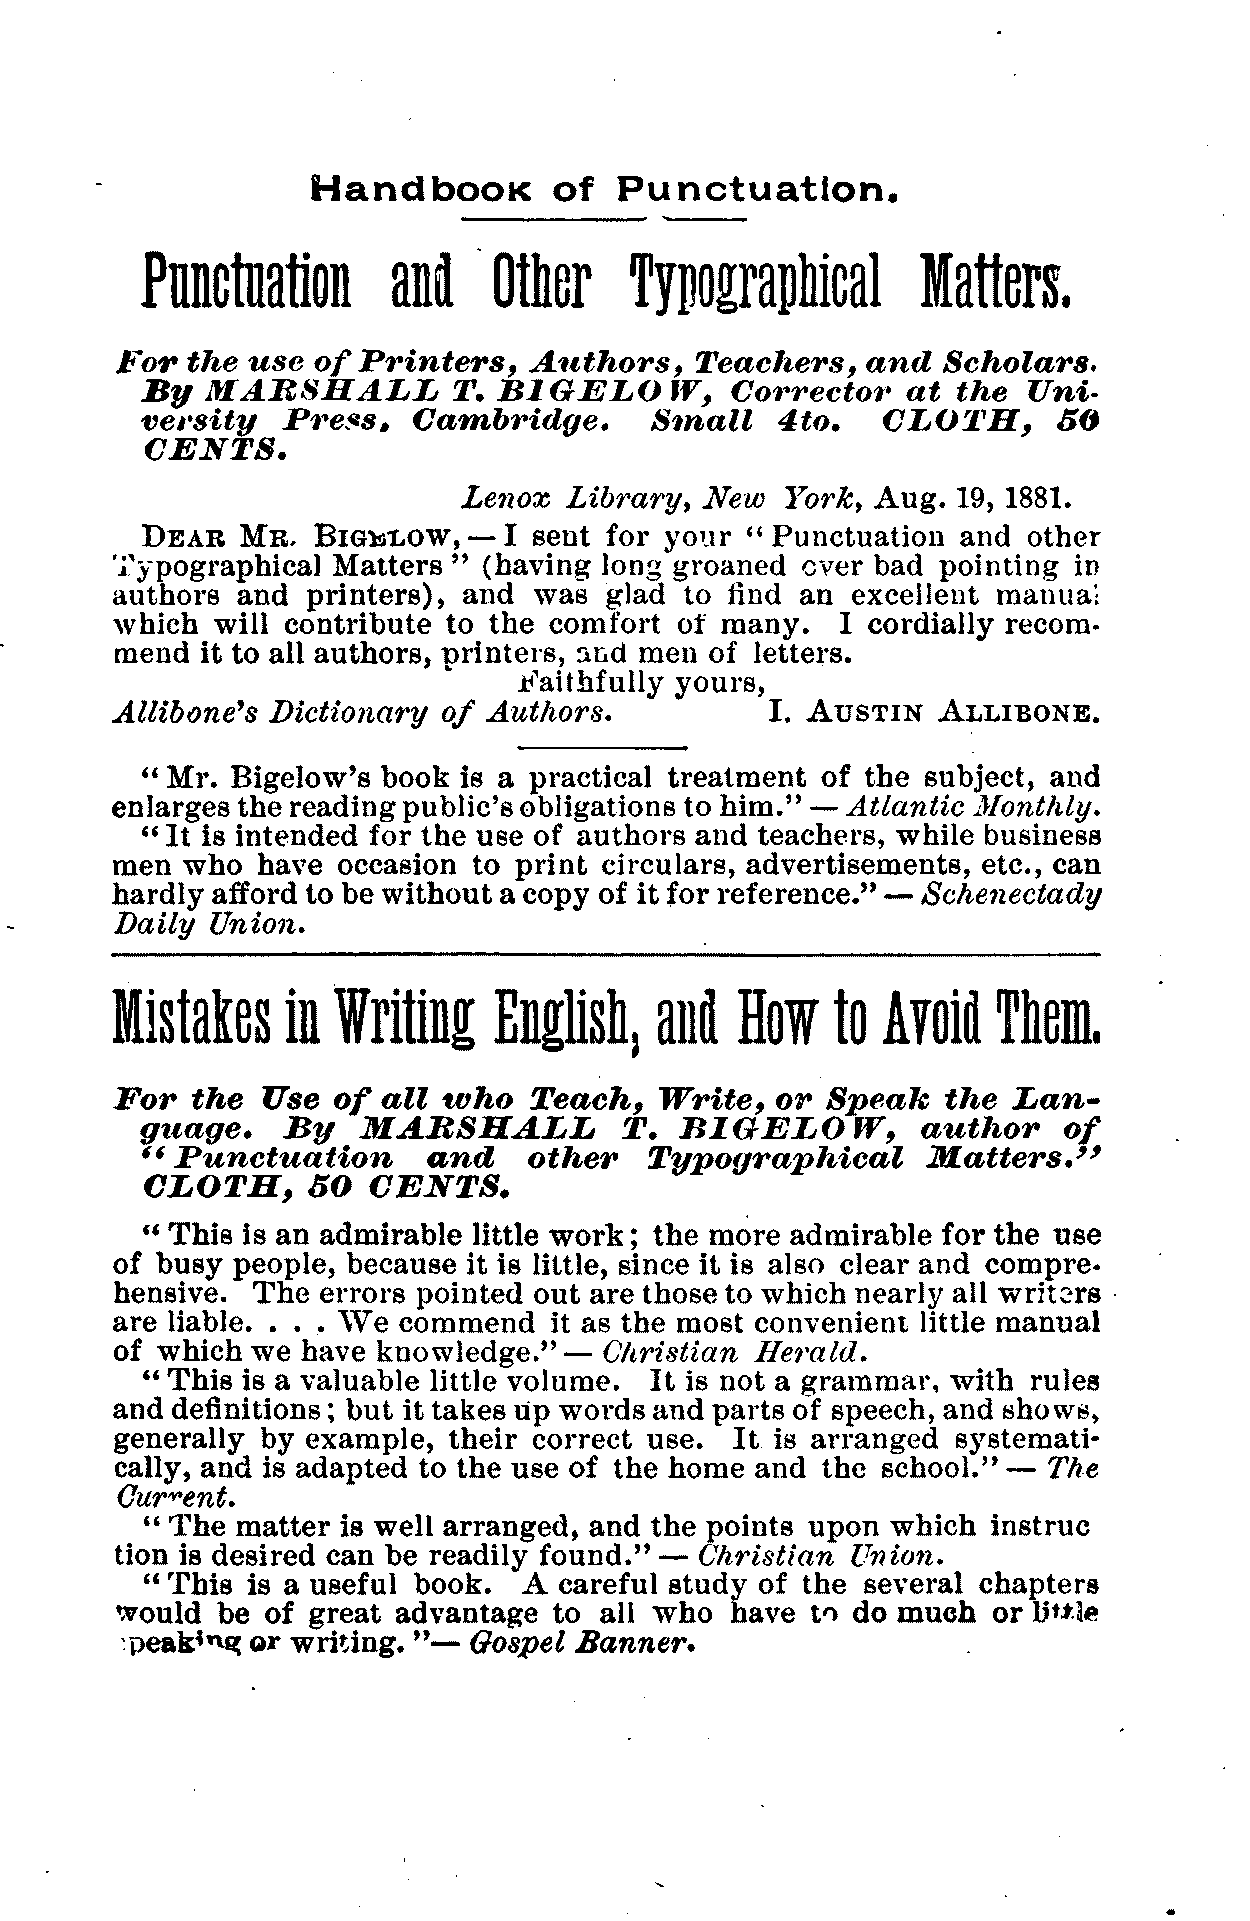 Handbook of Punctuation.
Punctuation and Other Typographical Matters.
For the use of Printers, Authors, Teachers, and Scholars.
By MARSHALL T. BIGELOW, Corrector at the Uni-
versity Press, Cambridge. Small 4to. CLOTH, 50
CENTS.
Lenox Library, New York, Aug. 19, 1881.
DEAR MR. BIGELOW,—I sent for your “Punctuation and other
Typographical Matters” (having long groaned over bad pointing in
authors and printers), and was glad to find an excellent manual
which will contribute to the comfort of many. I cordially recom-
mend it to all authors, printers, and men of letters.
Faithfully yours,
Allibone's Dictionary of Authors. I. AUSTIN ALLIBONE.
“Mr. Bigelow's book is a practical treatment of the subject, and
enlarges the reading public's obligations to him.” — Atlantic Monthly.
“It is intended for the use of authors and teachers, while business
men who have occasion to print circulars, advertisements, etc., can
hardly afford to be without a copy of it for reference.” — Schenectady
Daily Union.
Mistakes in Writing English, and How to Avoid Them.
For the Use of all who Teach, Write, or Speak the Lan-
guage. By MARSHALL T. BIGELOW, author of
“Punctuation and other Typographical Matters.”
CLOTH, 50 CENTS.
“This is an admirable little work; the more admirable for the use
of busy people, because it is little, since it is also clear and compre-
hensive. The errors pointed out are those to which nearly all writers
are liable. . . . We commend it as the most convenient little manual
of which we have knowledge.” — Christian Herald.
“This is a valuable little volume. It is not a grammar, with rules
and definitions; but it takes up words and parts of speech, and shows,
generally by example, their correct use. It is arranged systemati-
cally, and is adapted to the use of the home and the school.” — The
Current.
“The matter is well arranged, and the points upon which instruc
tion is desired can be readily found.” — Christian Union.
“This is a useful book. A careful study of the several chapters
would be of great advantage to all who have to do much or little
speaking or writing.”— Gospel Banner.